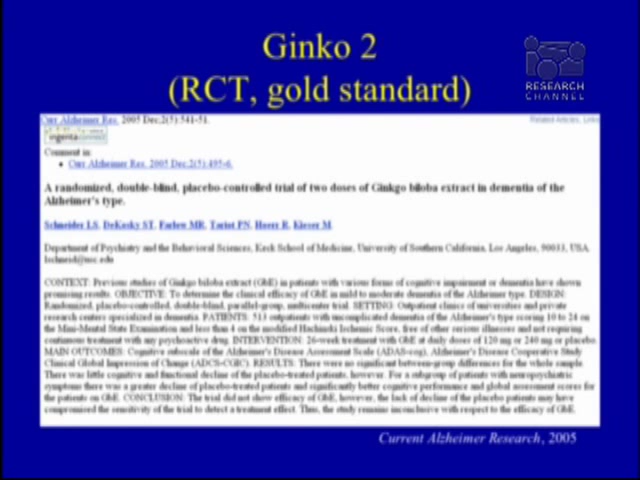 Ginko 2
(RCT, gold standard)
RESEARCH
CHANNEL
Curr Alzheimer Res. 2005 Dec;2(5):541-51.
Related Articles, Links
ingenta
Comment in:
• Curr Alzheimer Res. 2005 Dec;2(5):495-6.
A randomized, double-blind, placebo-controlled trial of two doses of Ginkgo biloba extract in dementia of the
Alzheimer's type.
Schneider LS, DeKosky ST, Farlow MR, Tariot PN, Hoerr R, Kieser M.
Department of Psychiatry and the Behavioral Sciences, Keck School of Medicine, University of Southern California, Los Angeles, 90033, USA.
lschneid@usc.edu
CONTEXT: Previous studies of Ginkgo biloba extract (GbE) in patients with various forms of cognitive impairment or dementia have shown
promising results. OBJECTIVE: To determine the clinical efficacy of GbE in mild to moderate dementia of the Alzheimer type. DESIGN:
Randomized, placebo-controlled, double-blind, parallel-group, multicenter trial. SETTING: Outpatient clinics of universities and private
research centers specialized in dementia. PATIENTS: 513 outpatients with uncomplicated dementia of the Alzheimer's type scoring 10 to 24 on
the Mini-Mental State Examination and less than 4 on the modified Hachinski Ischemic Score, free of other serious illnesses and not requiring
continuous treatment with any psychoactive drug. INTERVENTION: 26-week treatment with GbE at daily doses of 120 mg or 240 mg or placebo.
MAIN OUTCOMES: Cognitive subscale of the Alzheimer's Disease Assessment Scale (ADAS-cog), Alzheimer's Disease Cooperative Study
Clinical Global Impression of Change (ADCS-CGIC). RESULTS: There were no significant between-group differences for the whole sample.
There was little cognitive and functional decline of the placebo-treated patients, however. For a subgroup of patients with neuropsychiatric
symptoms there was a greater decline of placebo-treated patients and significantly better cognitive performance and global assessment scores for
the patients on GbE. CONCLUSION: The trial did not show efficacy of GbE, however, the lack of decline of the placebo patients may have
compromised the sensitivity of the trial to detect a treatment effect. Thus, the study remains inconclusive with respect to the efficacy of GbE.
Current Alzheimer Research, 2005